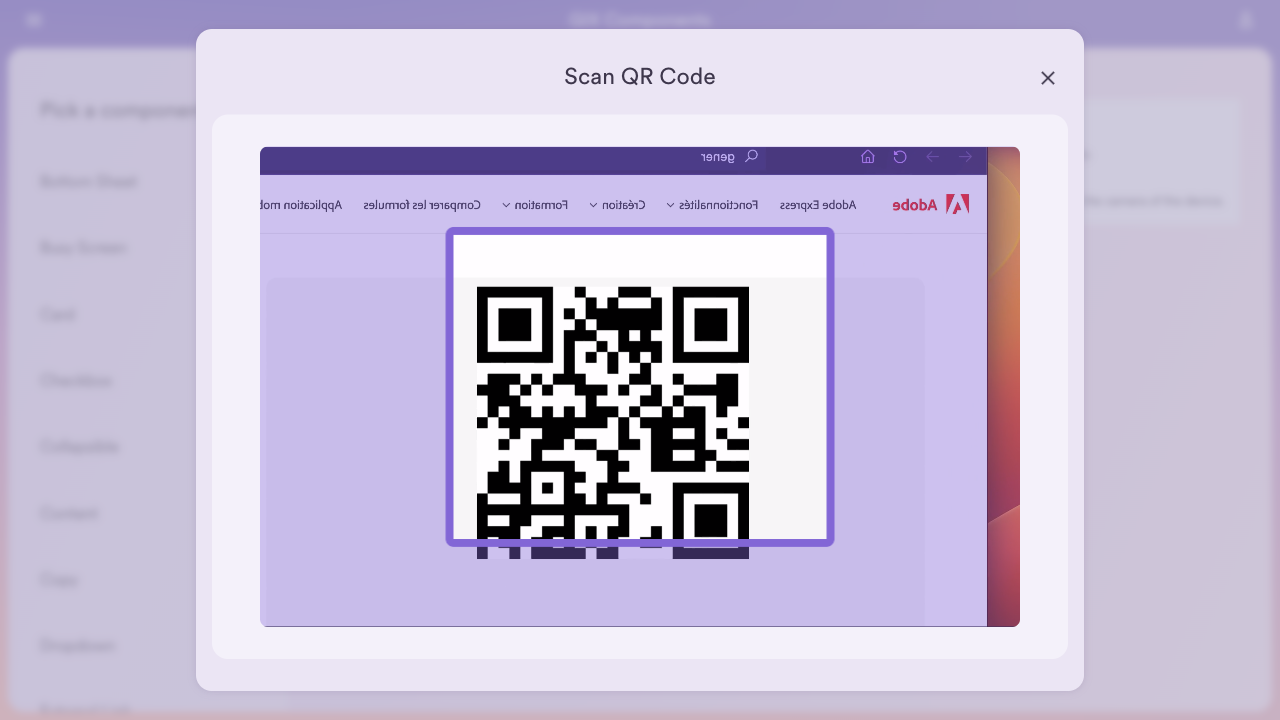 GUI Components
Scan QR Code
Pick a component
gener
Adobe
Adobe Express
Fonctionnalités
Création
Formation
Comparer les formules
Application mob
Bottom Sheet
Busy Screen
Card
Checkbox
Collapsible
Content
Copy
Dropdown